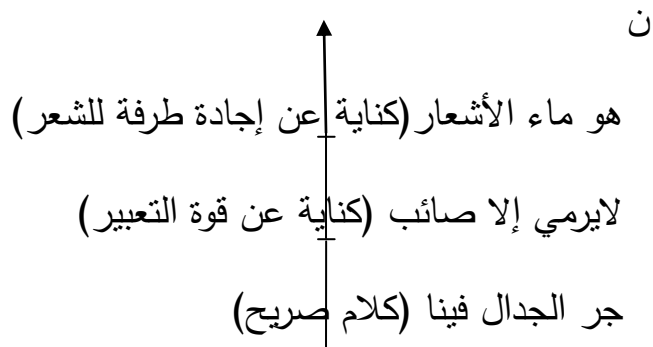 ن
هو ماء الأشعار (كناية عن إجادة طرفة للشعر)
لايرمي إلا صائب (كناية عن قوة التعبير)
جر الجدال فينا (كلام صريح)